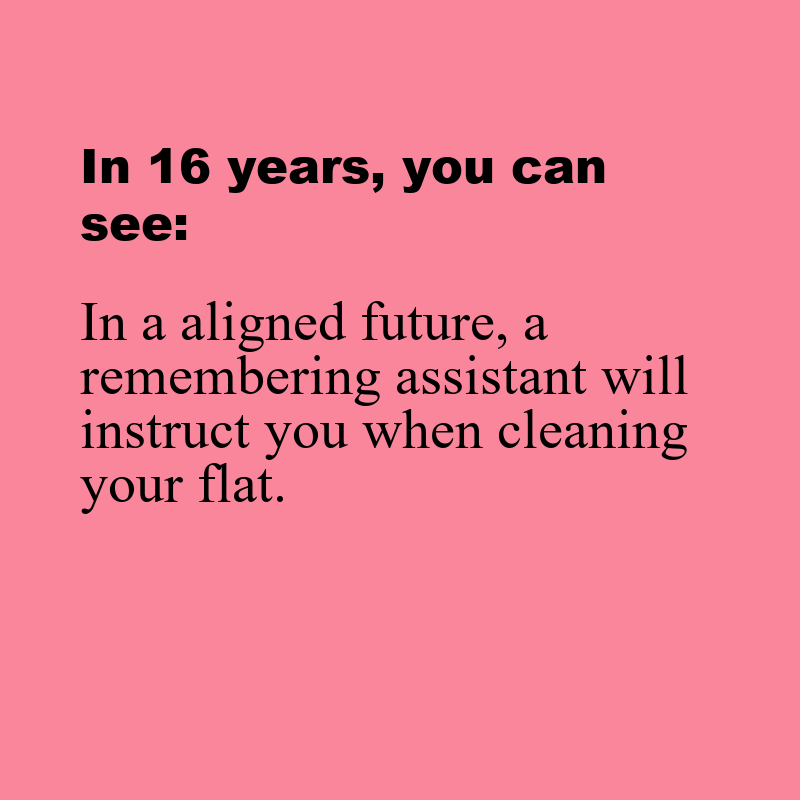 In 16 years, you can
see:
In a aligned future, a
remembering assistant will
instruct you when cleaning
your flat.